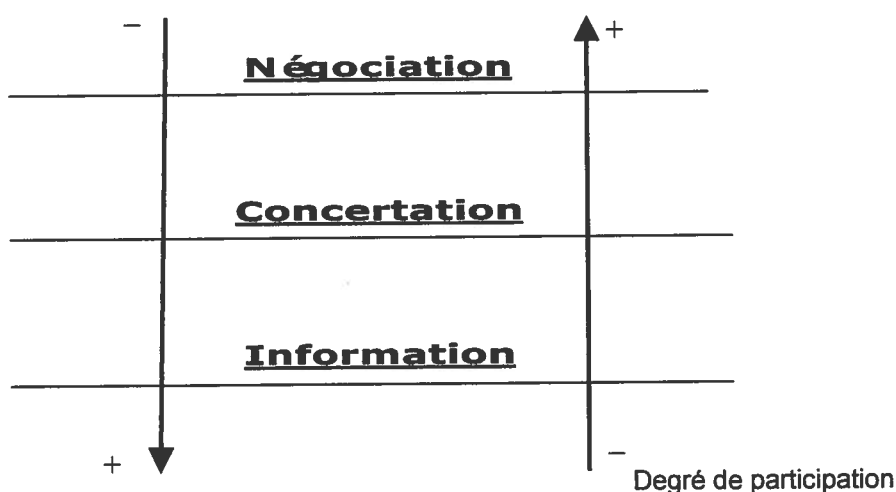 − +
Négociation
Concertation
Information
+ −
Degré de participation